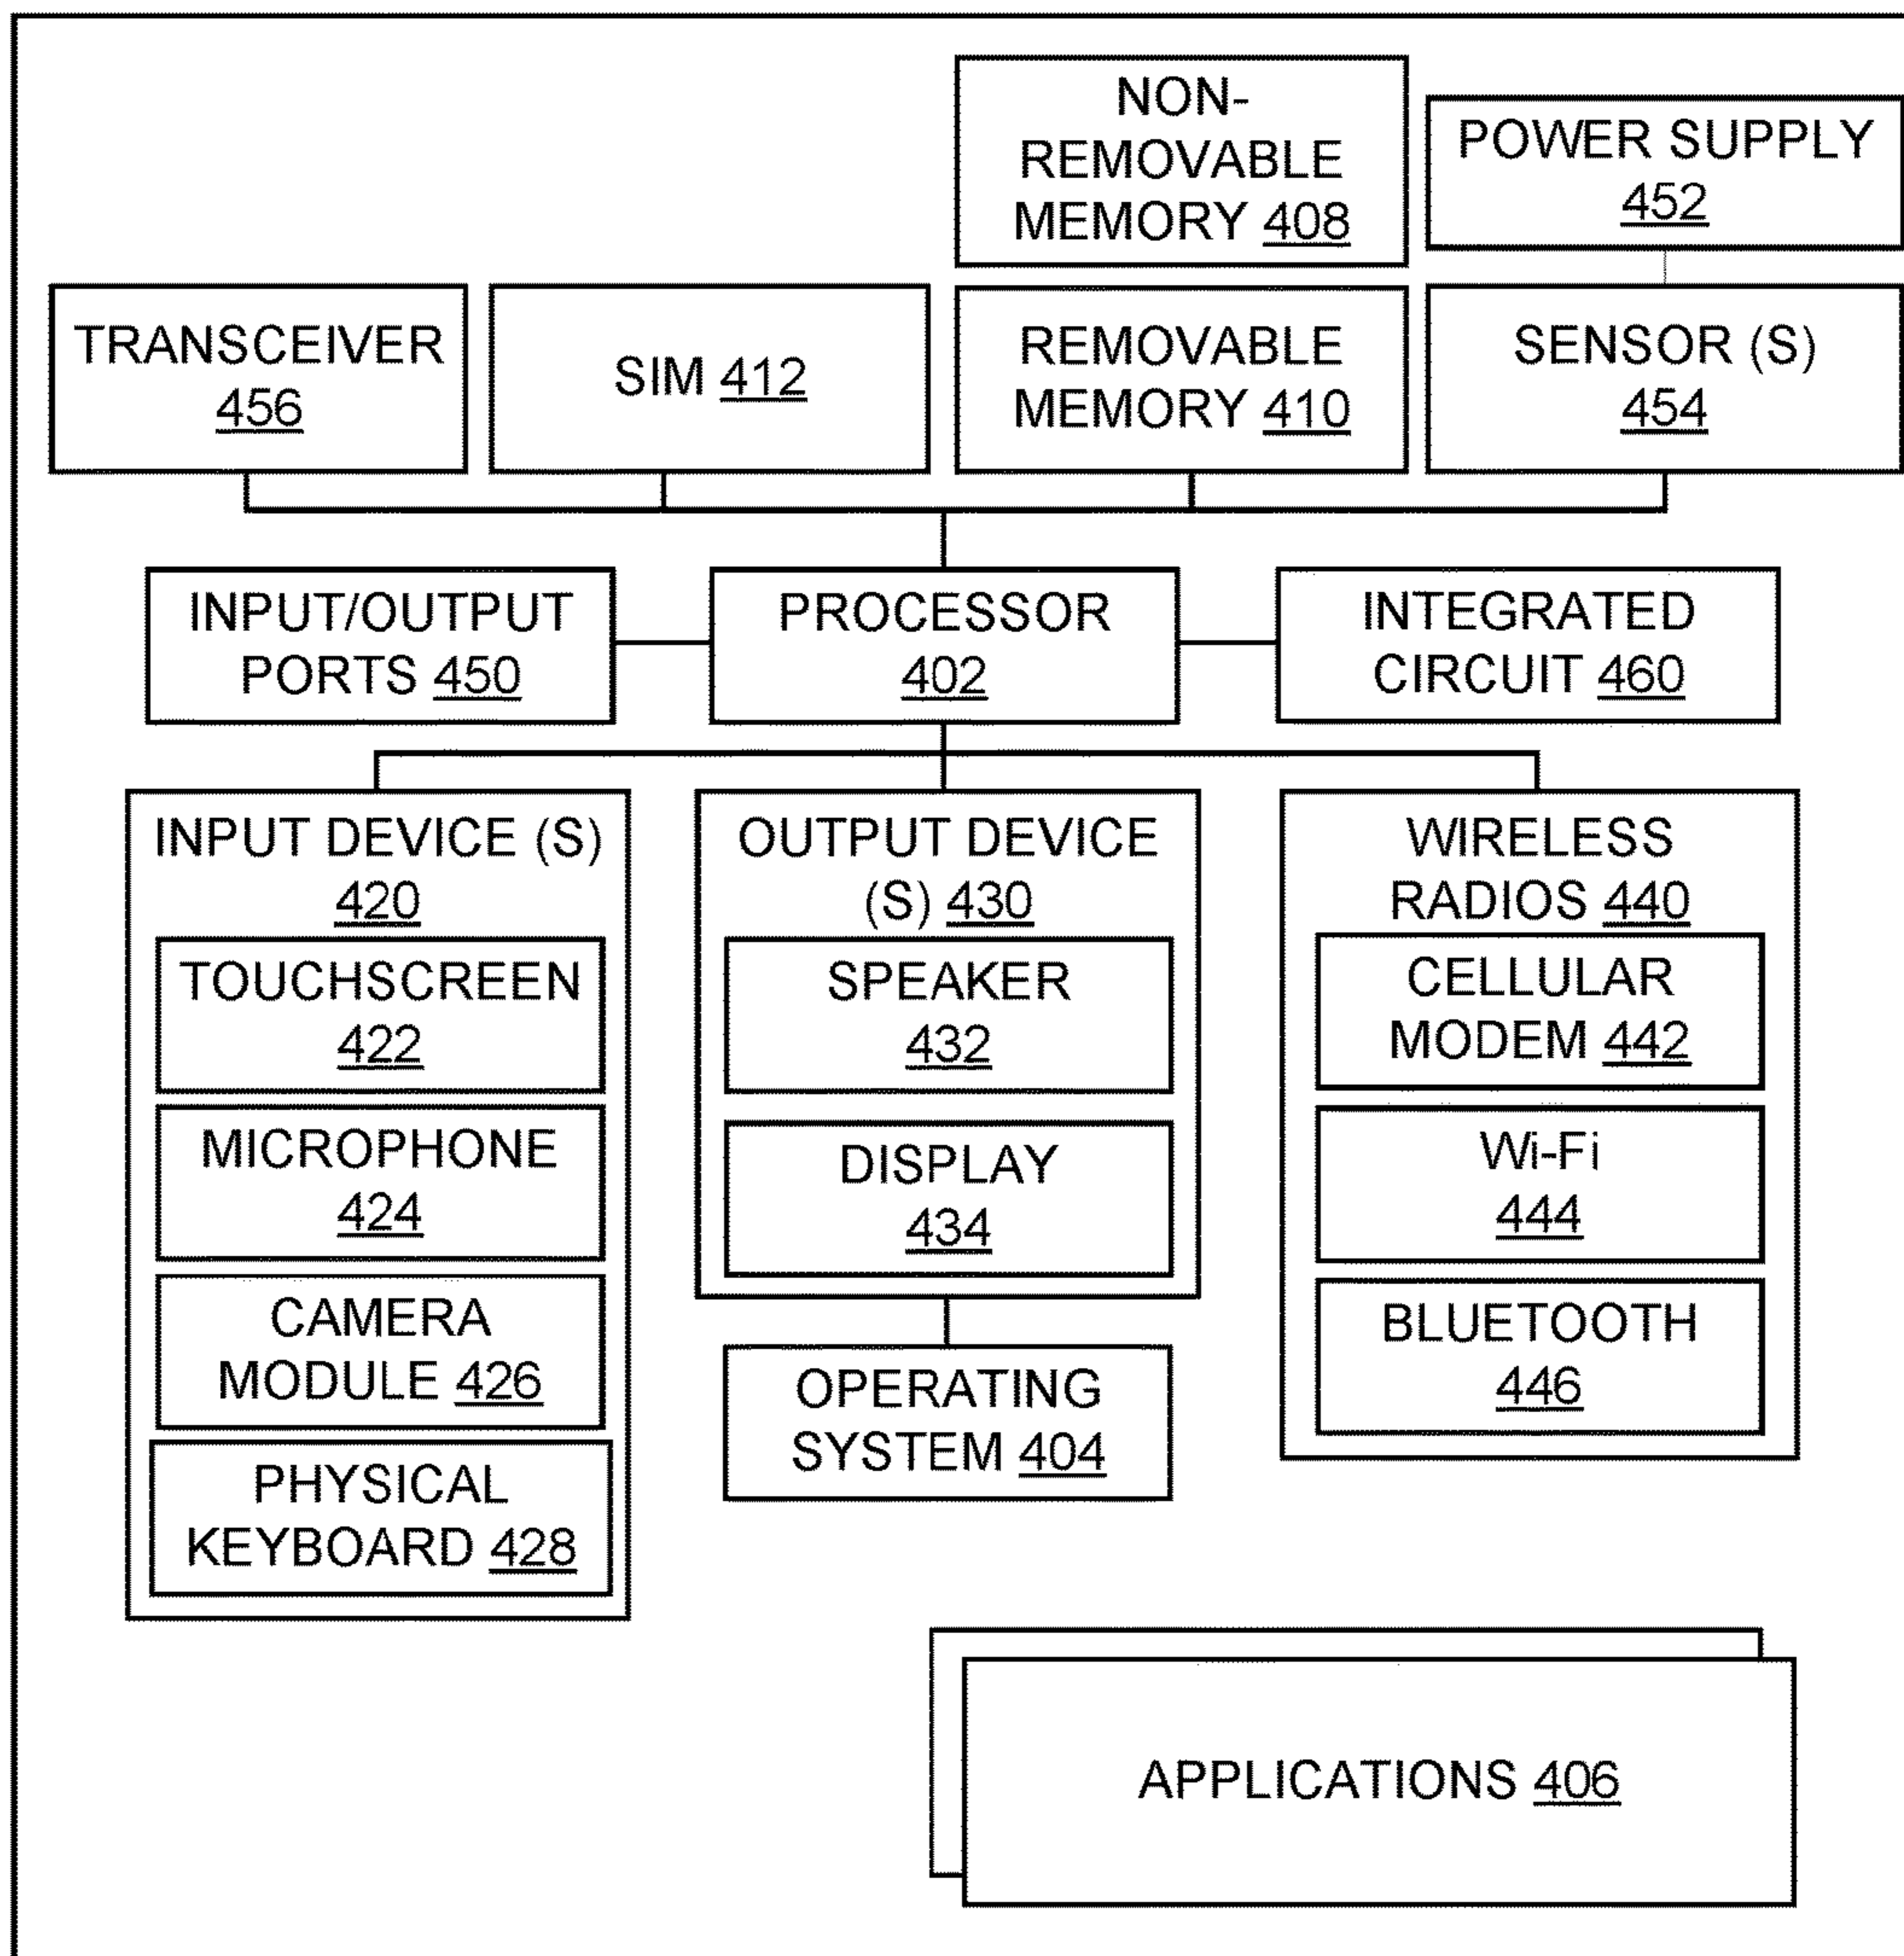 NON-
REMOVABLE
MEMORY 408
POWER SUPPLY
452
TRANSCEIVER
456
SIM 412
REMOVABLE
MEMORY 410
SENSOR (S)
454
INPUT/OUTPUT
PORTS 450
PROCESSOR
402
INTEGRATED
CIRCUIT 460
INPUT DEVICE (S)
420
TOUCHSCREEN
422
MICROPHONE
424
CAMERA
MODULE 426
PHYSICAL
KEYBOARD 428
OUTPUT DEVICE
(S) 430
SPEAKER
432
DISPLAY
434
OPERATING
SYSTEM 404
WIRELESS
RADIOS 440
CELLULAR
MODEM 442
Wi-Fi
444
BLUETOOTH
446
APPLICATIONS 406